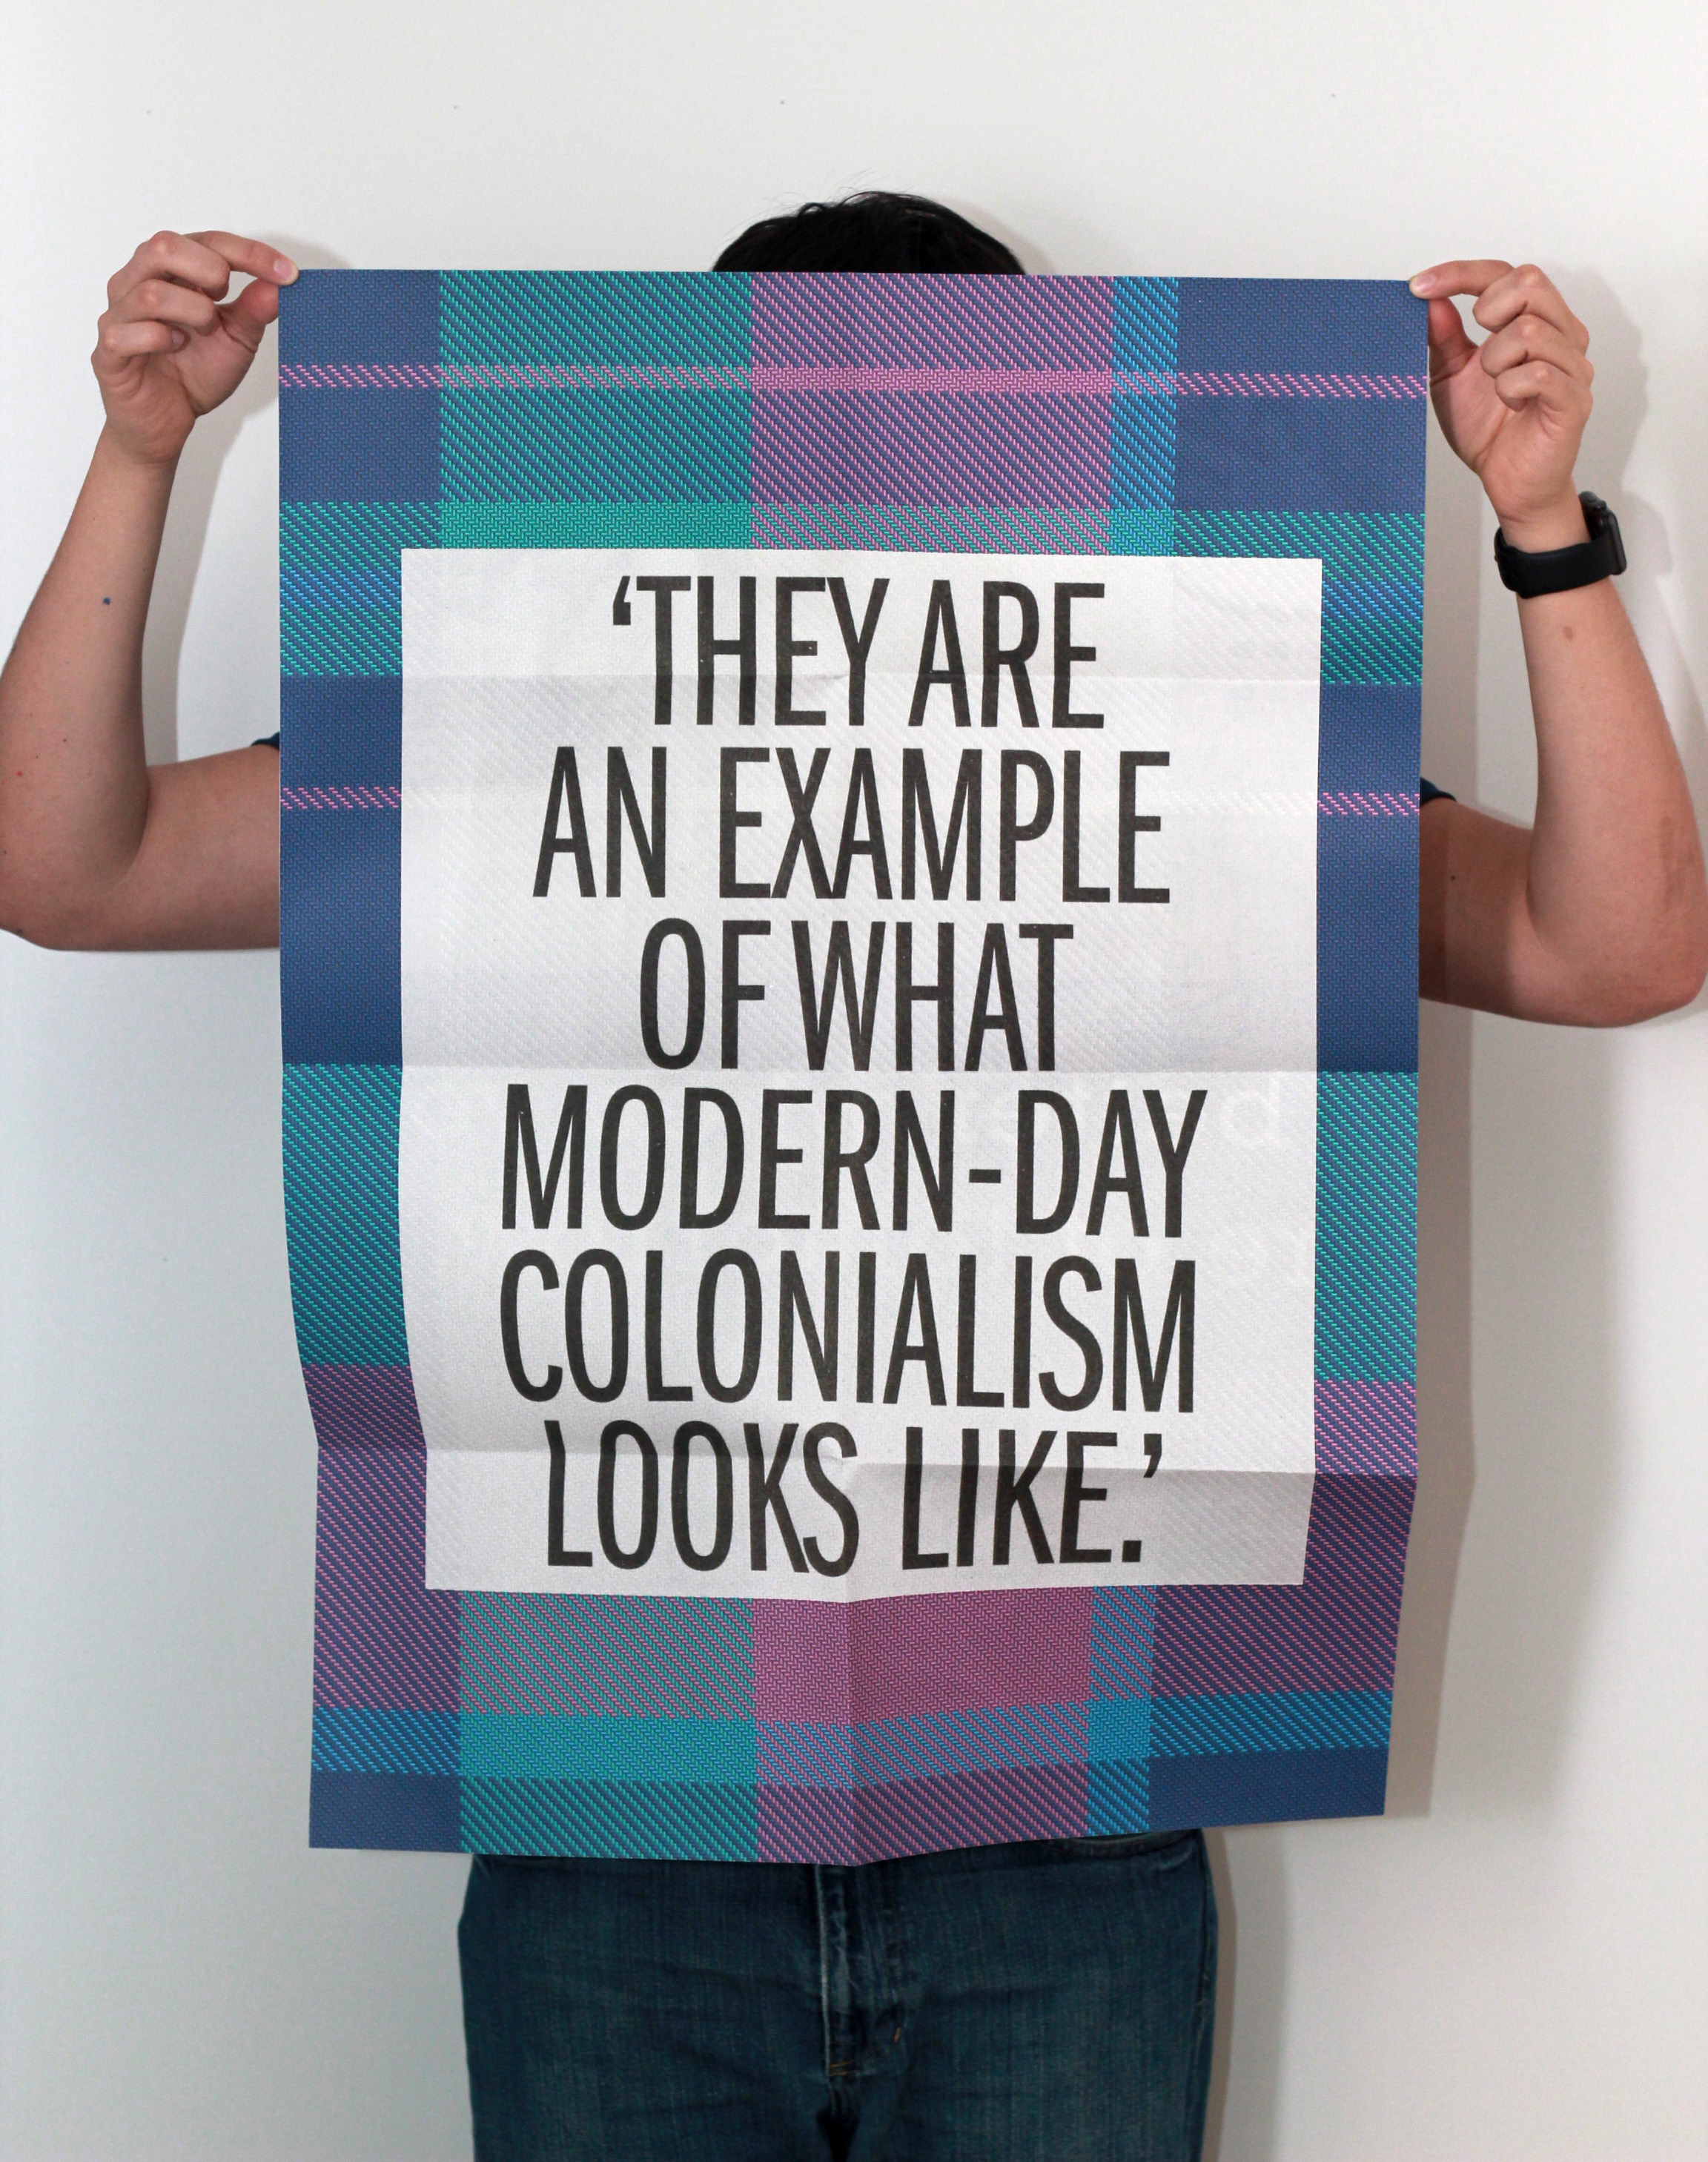 ‘THEY ARE
AN EXAMPLE
OF WHAT
MODERN-DAY
COLONIALISM
LOOKS LIKE.’